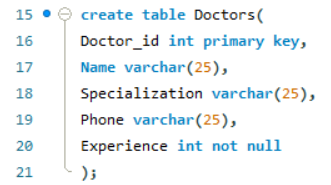 15 create table Doctors(
16 Doctor_id int primary key,
17 Name varchar(25),
18 Specialization varchar(25),
19 Phone varchar(25),
20 Experience int not null
21 );